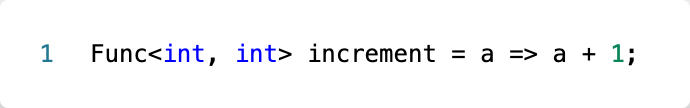 1 Func<int, int> increment = a => a + 1;